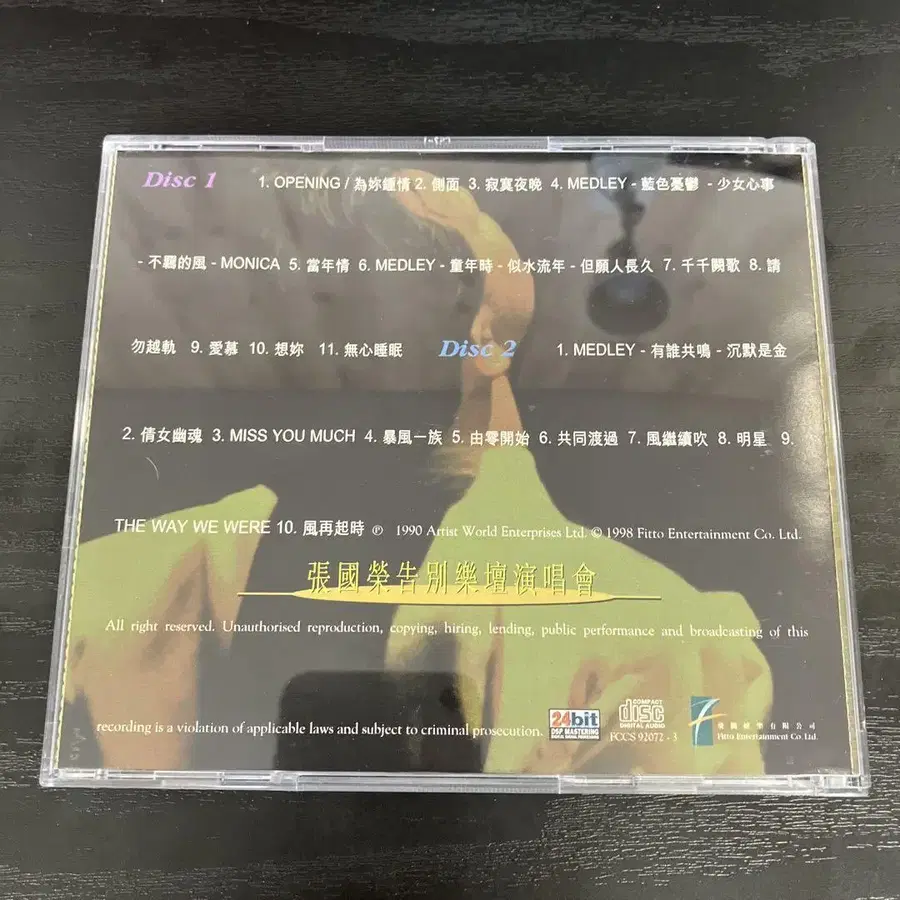 Disc 1 1. OPENING / 為妳鍾情 2. 側面 3. 寂寞夜晚 4. MEDLEY - 藍色憂鬱 - 少女心事
- 不羈的風 - MONICA 5. 當年情 6. MEDLEY - 童年時 - 似水流年 - 但願人長久 7. 千千闕歌 8. 請
勿越軌 9. 愛慕 10. 想妳 11. 無心睡眠 Disc 2 1. MEDLEY - 有誰共鳴 - 沉默是金
2. 倩女幽魂 3. MISS YOU MUCH 4. 暴風一族 5. 由零開始 6. 共同渡過 7. 風繼續吹 8. 明星 9.
THE WAY WE WERE 10. 風再起時 ℗ 1990 Artist World Enterprises Ltd. © 1998 Fitto Entertainment Co. Ltd.
張國榮告別樂壇演唱會
All right reserved. Unauthorised reproduction, copying, hiring, lending, public performance and broadcasting of this
recording is a violation of applicable laws and subject to criminal prosecution.
24bit
DSP MASTERING
COMPACT
disc
DIGITAL AUDIO
FCCS 92072 - 3
Fitto Entertainment Co. Ltd.